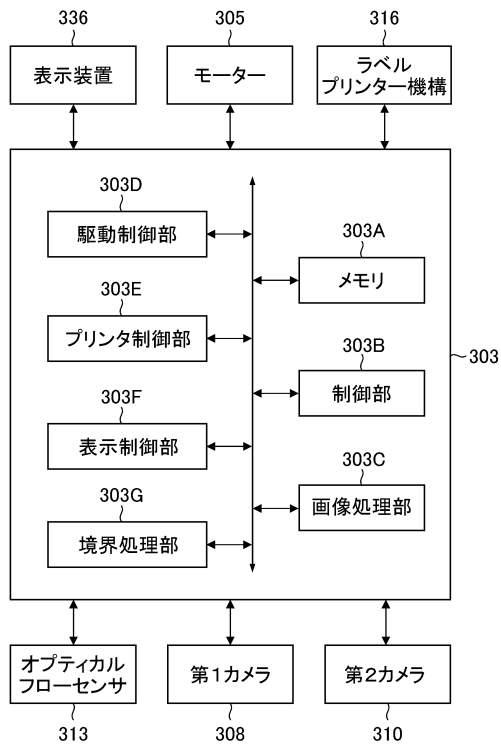 336
305
316
表示装置
モーター
ラベル
プリンター機構
303D
駆動制御部
303A
メモリ
303E
プリンタ制御部
303B
制御部
303
303F
表示制御部
303C
画像処理部
303G
境界処理部
オプティカル
フローセンサ
第1カメラ
第2カメラ
313
308
310